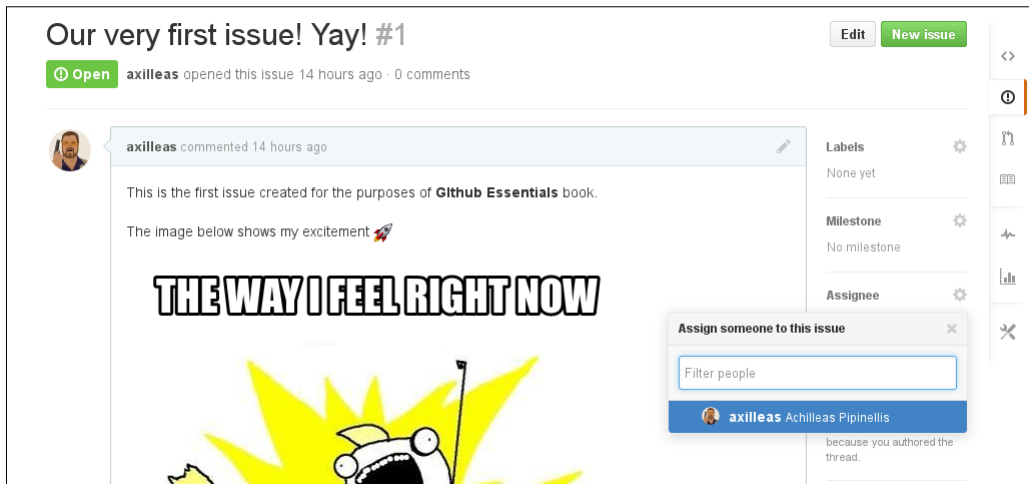 Our very first issue! Yay! #1
Edit
New issue
Open axilleas opened this issue 14 hours ago · 0 comments
axilleas commented 14 hours ago
This is the first issue created for the purposes of GIthub Essentials book.
The image below shows my excitement
THE WAY I FEEL RIGHT NOW
Labels
None yet
Milestone
No milestone
Assignee
Assign someone to this issue
Filter people
axilleas Achilleas Pipinellis
because you authored the
thread.